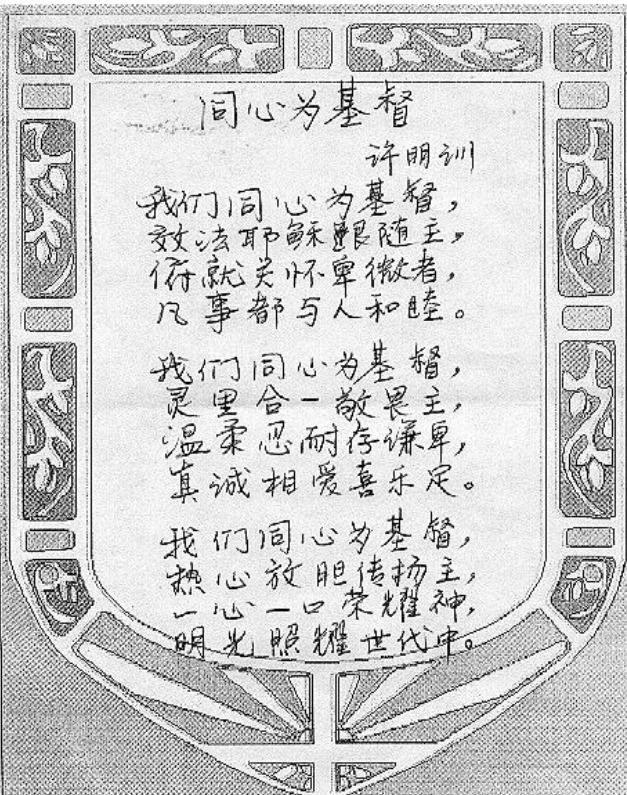 同心为基督
许明训
我们同心为基督，
效法耶稣跟随主，
俯就关怀卑微者，
凡事都与人和睦。
我们同心为基督，
灵里合一敬畏主，
温柔忍耐存谦卑，
真诚相爱喜乐足。
我们同心为基督，
热心放胆传扬主，
一心一口荣耀神，
明光照耀世代中。